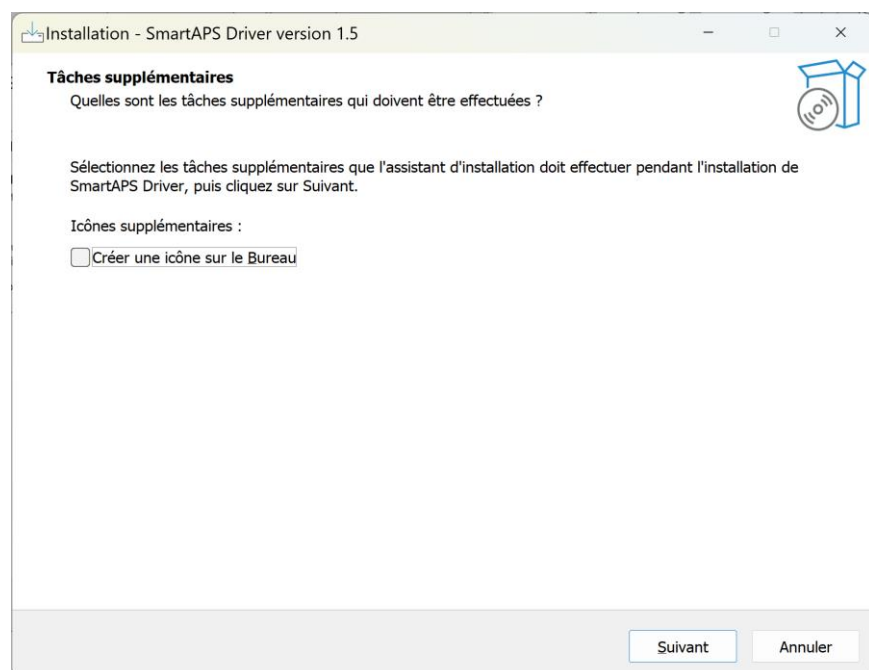 Installation - SmartAPS Driver version 1.5
Tâches supplémentaires
Quelles sont les tâches supplémentaires qui doivent être effectuées ?
Sélectionnez les tâches supplémentaires que l'assistant d'installation doit effectuer pendant l'installation de
SmartAPS Driver, puis cliquez sur Suivant.
Icônes supplémentaires :
Créer une icône sur le Bureau
Suivant
Annuler